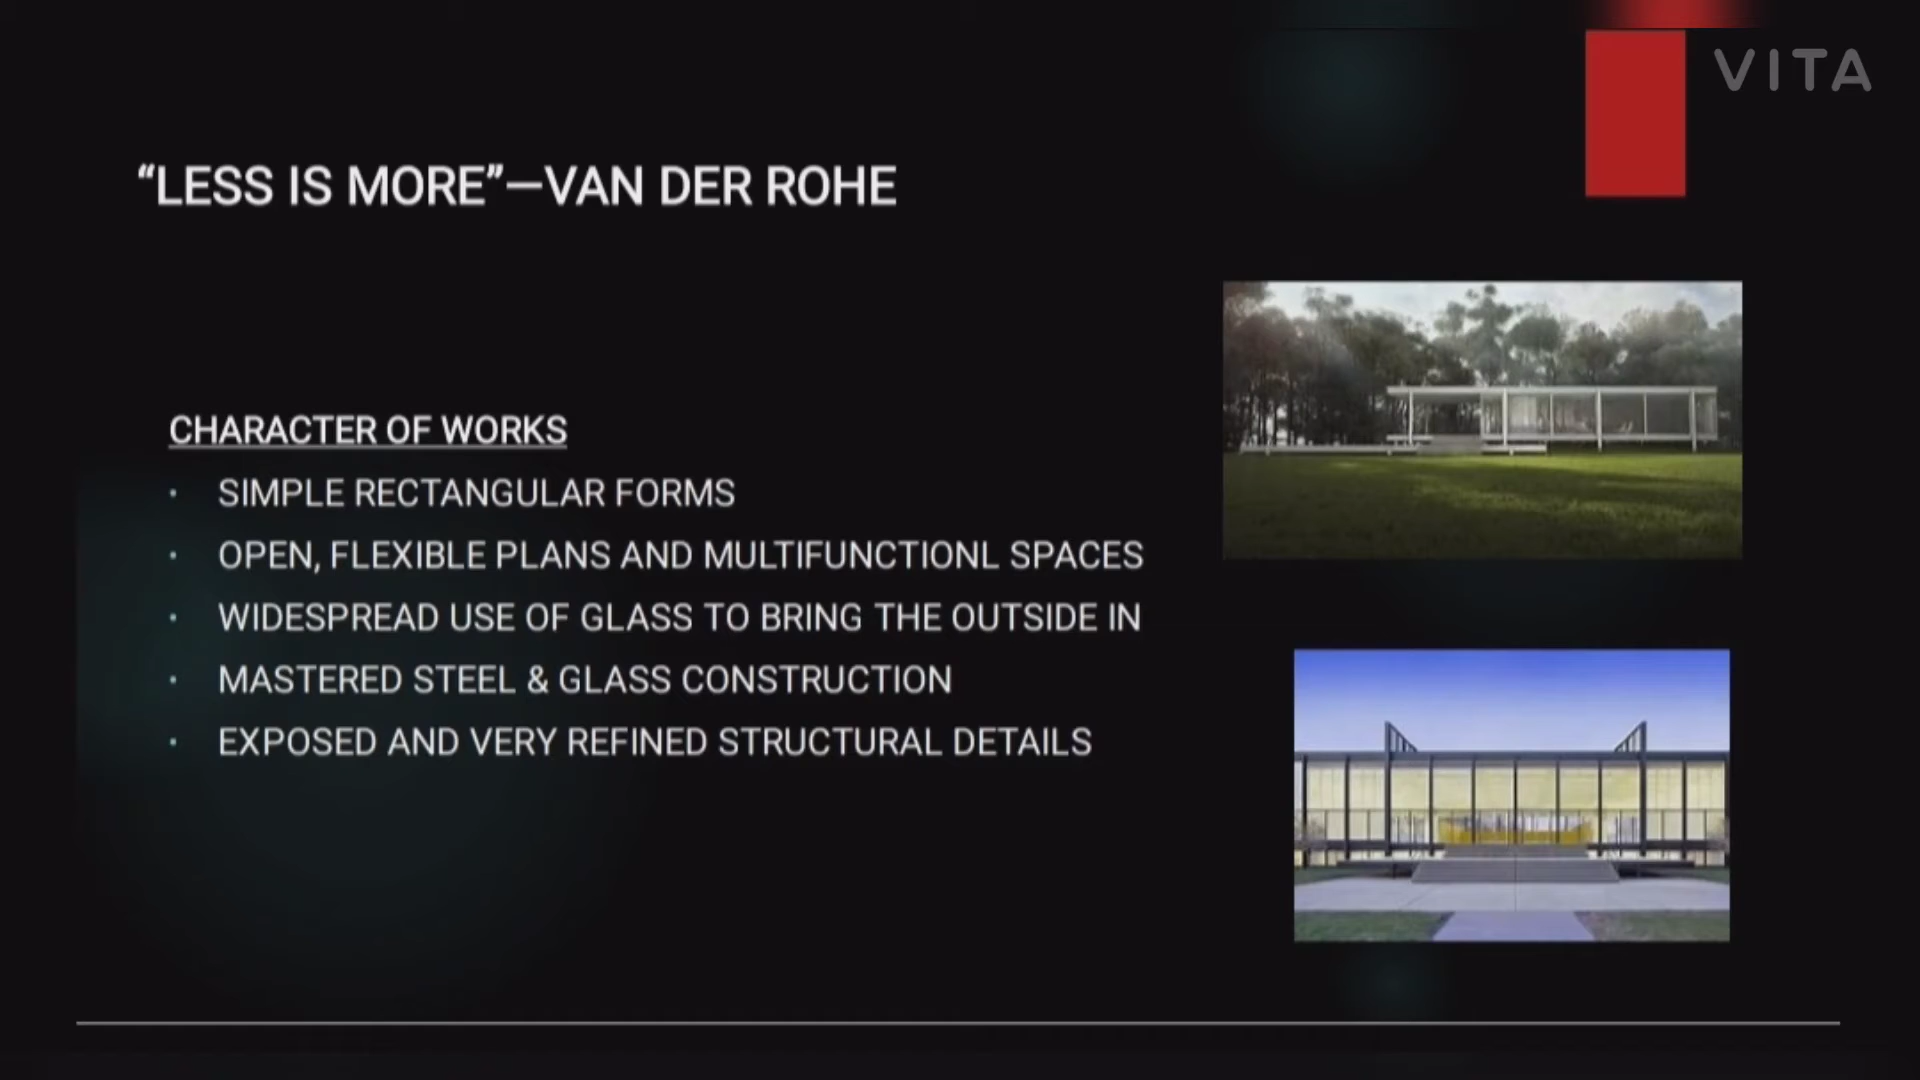 VITA
“LESS IS MORE”—VAN DER ROHE
CHARACTER OF WORKS
• SIMPLE RECTANGULAR FORMS
• OPEN, FLEXIBLE PLANS AND MULTIFUNCTIONL SPACES
• WIDESPREAD USE OF GLASS TO BRING THE OUTSIDE IN
• MASTERED STEEL & GLASS CONSTRUCTION
• EXPOSED AND VERY REFINED STRUCTURAL DETAILS